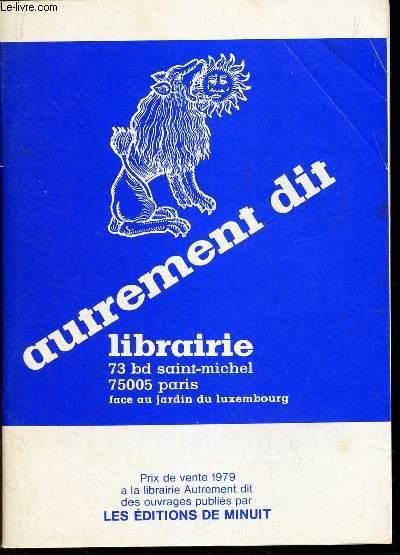 Le-livre.com
autrement dit
librairie
73 bd saint-michel
75005 paris
face au jardin du luxembourg
Prix de vente 1979
a la librairie Autrement dit
des ouvrages publiés par
LES ÉDITIONS DE MINUIT